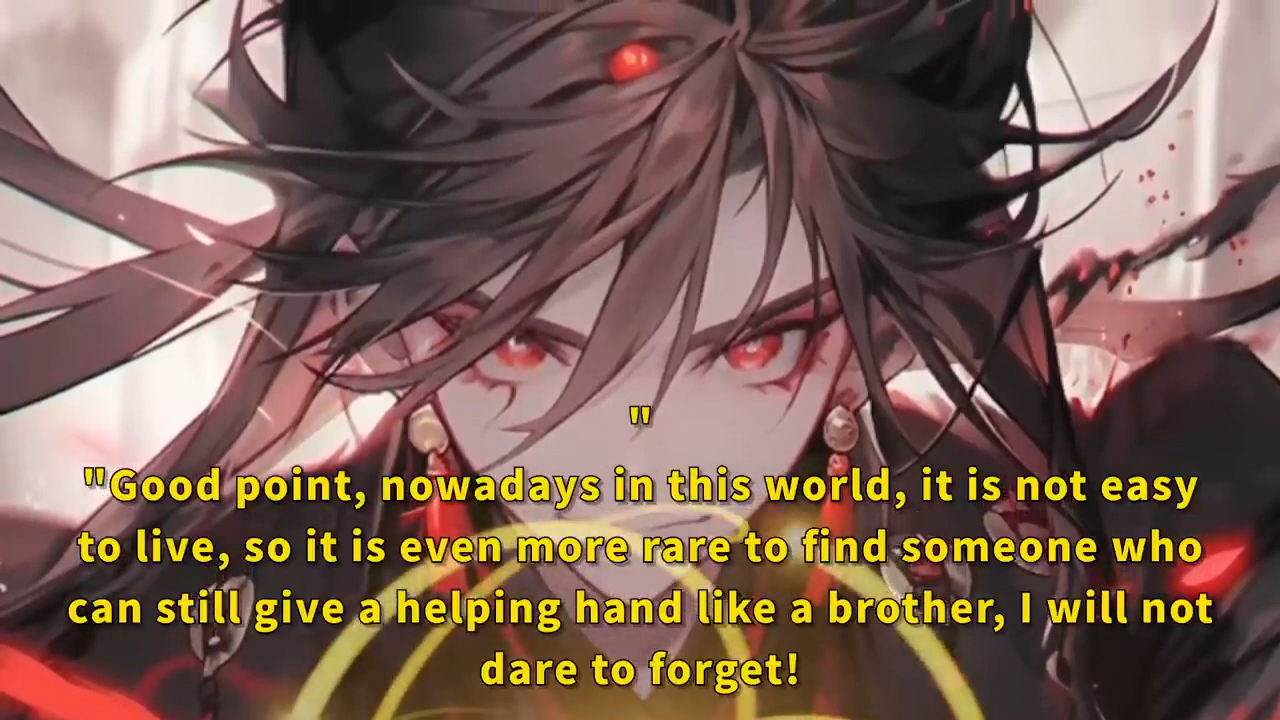 "
"Good point, nowadays in this world, it is not easy
to live, so it is even more rare to find someone who
can still give a helping hand like a brother, I will not
dare to forget!